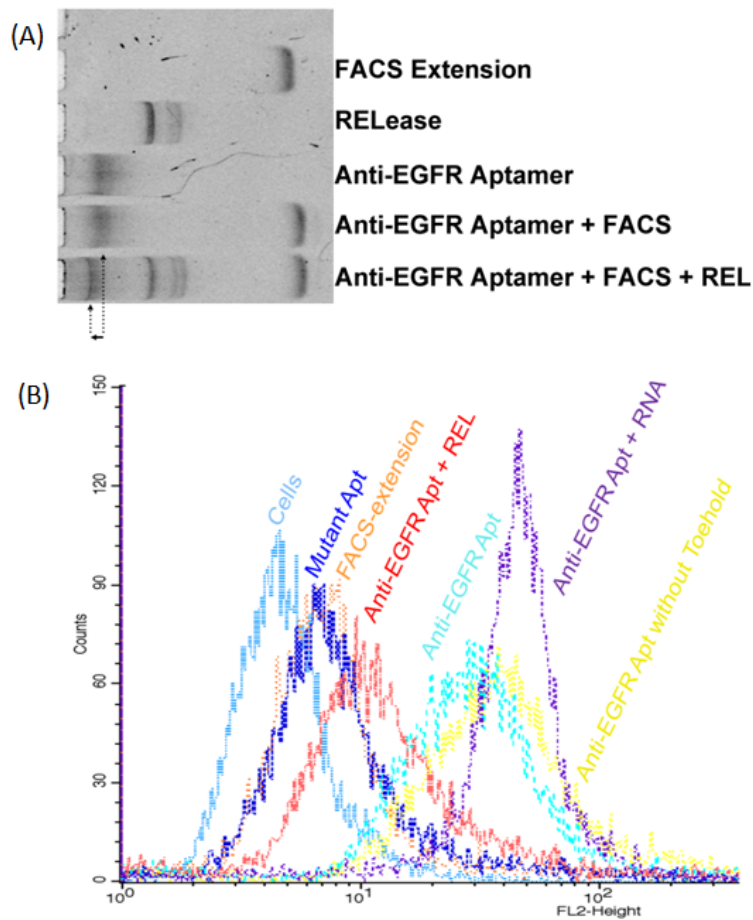 (A)
FACS Extension
RELease
Anti-EGFR Aptamer
Anti-EGFR Aptamer + FACS
Anti-EGFR Aptamer + FACS + REL
(B)
150
120
90
60
30
0
Counts
Cells
Mutant Apt
FACS-extension
Anti-EGFR Apt + REL
Anti-EGFR Apt
Anti-EGFR Apt + RNA
Anti-EGFR Apt without Toehold
10⁰
10¹
10²
FL2-Height